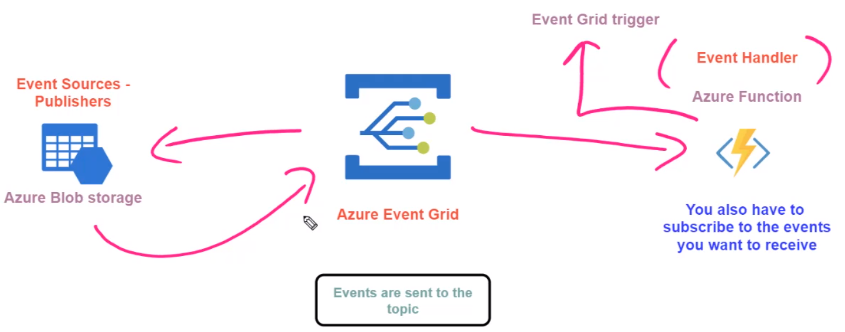 Event Grid trigger
Event Handler
Azure Function
Event Sources -
Publishers
Azure Blob storage
Azure Event Grid
You also have to
subscribe to the events
you want to receive
Events are sent to the
topic